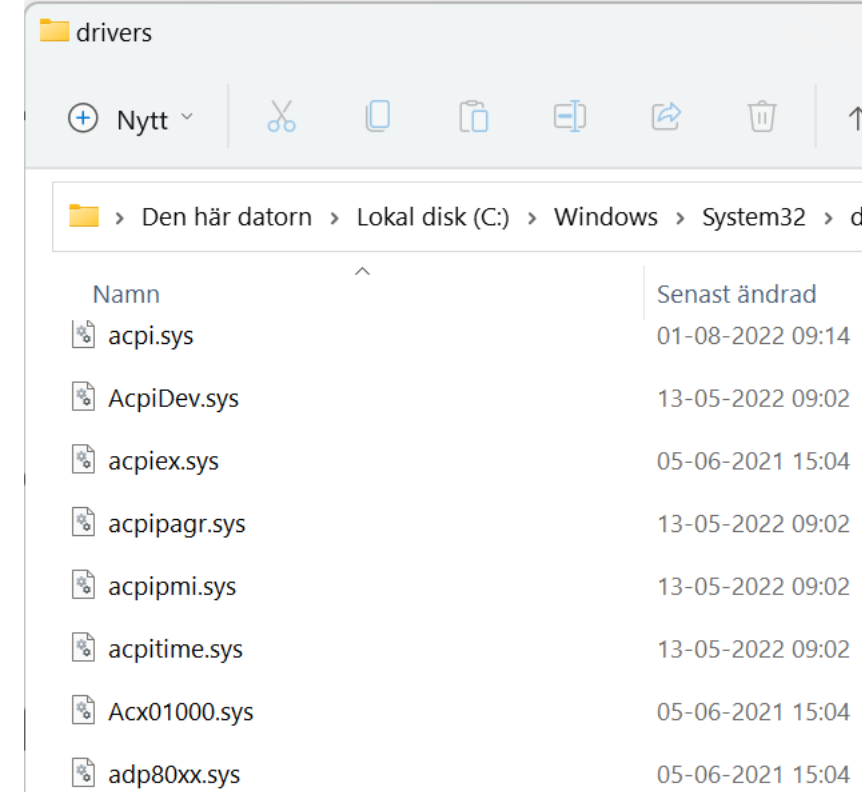 drivers
Nytt
Den här datorn > Lokal disk (C:) > Windows > System32 > d
Namn Senast ändrad
acpi.sys 01-08-2022 09:14
AcpiDev.sys 13-05-2022 09:02
acpiex.sys 05-06-2021 15:04
acpipagr.sys 13-05-2022 09:02
acpipmi.sys 13-05-2022 09:02
acpitime.sys 13-05-2022 09:02
Acx01000.sys 05-06-2021 15:04
adp80xx.sys 05-06-2021 15:04